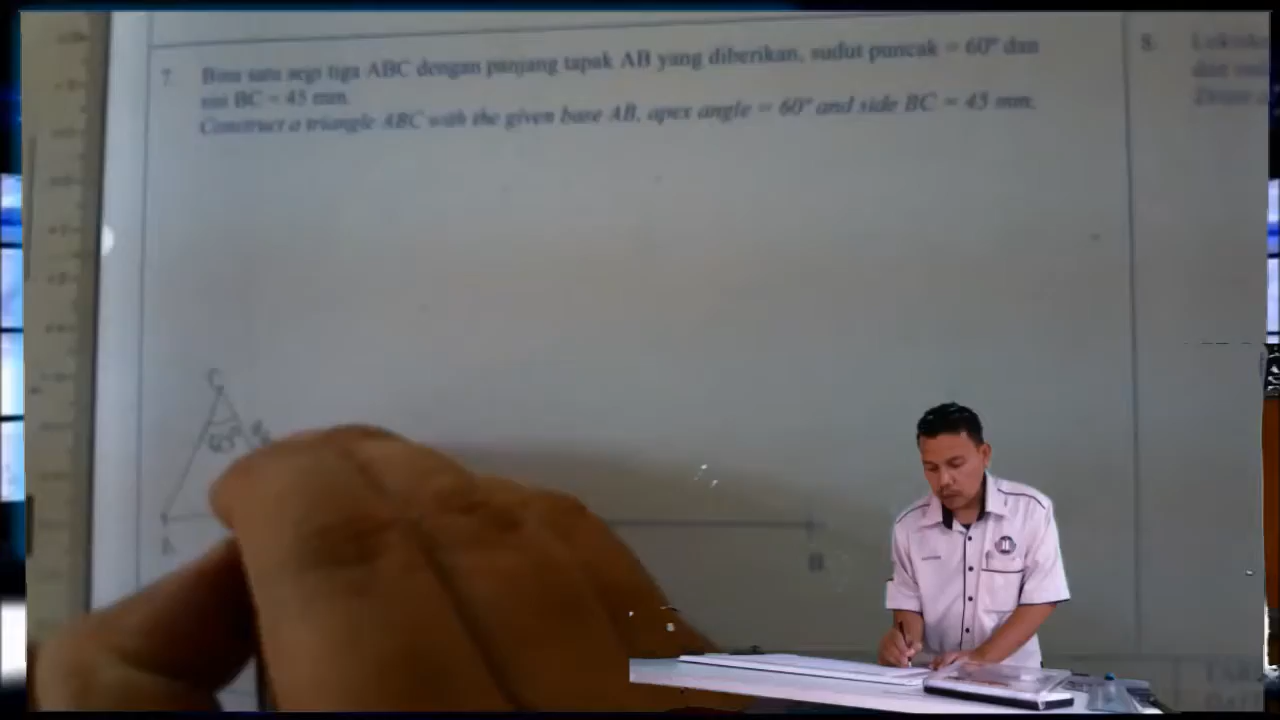 7. Bina satu segi tiga ABC dengan panjang tapak AB yang diberikan, sudut puncak = 60° dan
sisi BC = 45 mm.
Construct a triangle ABC with the given base AB, apex angle = 60° and side BC = 45 mm.
8.
C
60°
A
B